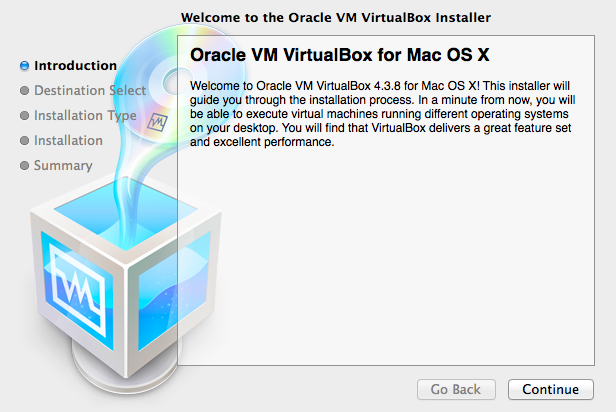 Welcome to the Oracle VM VirtualBox Installer
Introduction
Destination Select
Installation Type
Installation
Summary
Oracle VM VirtualBox for Mac OS X
Welcome to Oracle VM VirtualBox 4.3.8 for Mac OS X! This installer will
guide you through the installation process. In a minute from now, you will
be able to execute virtual machines running different operating systems
on your desktop. You will find that VirtualBox delivers a great feature set
and excellent performance.
Go Back
Continue